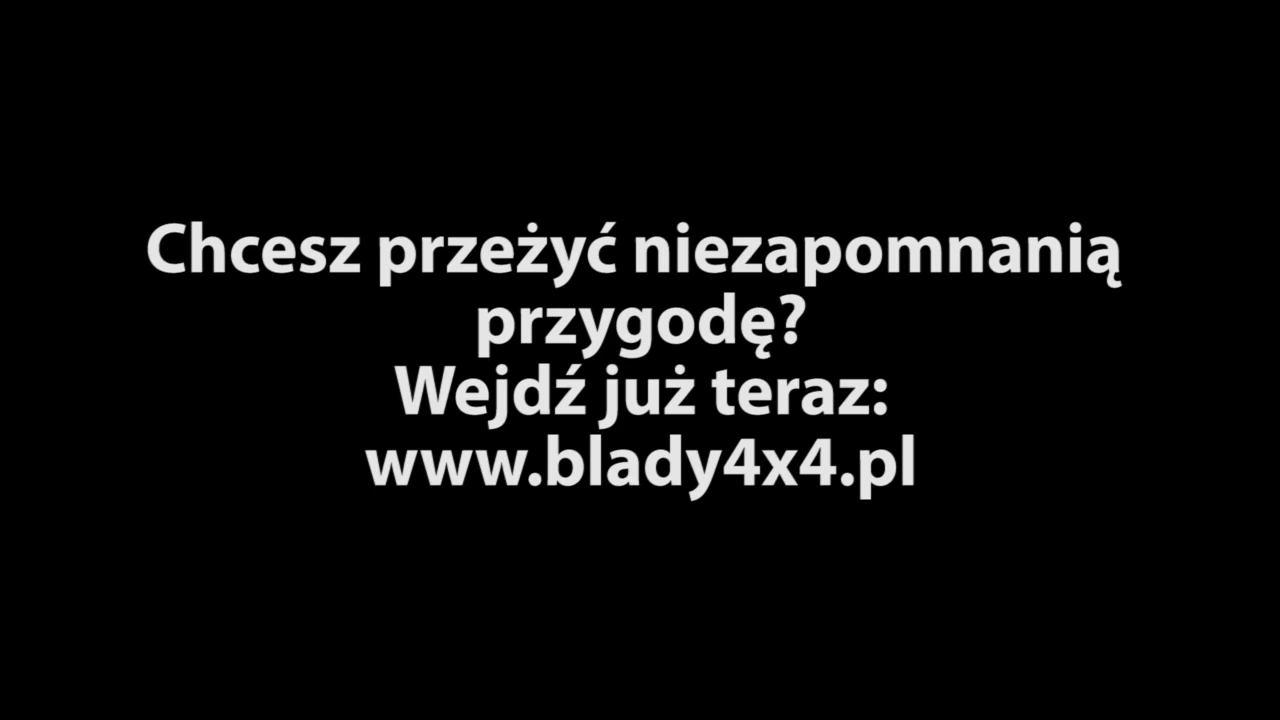 Chcesz przeżyć niezapomnanią
przygodę?
Wejdź już teraz:
www.blady4x4.pl